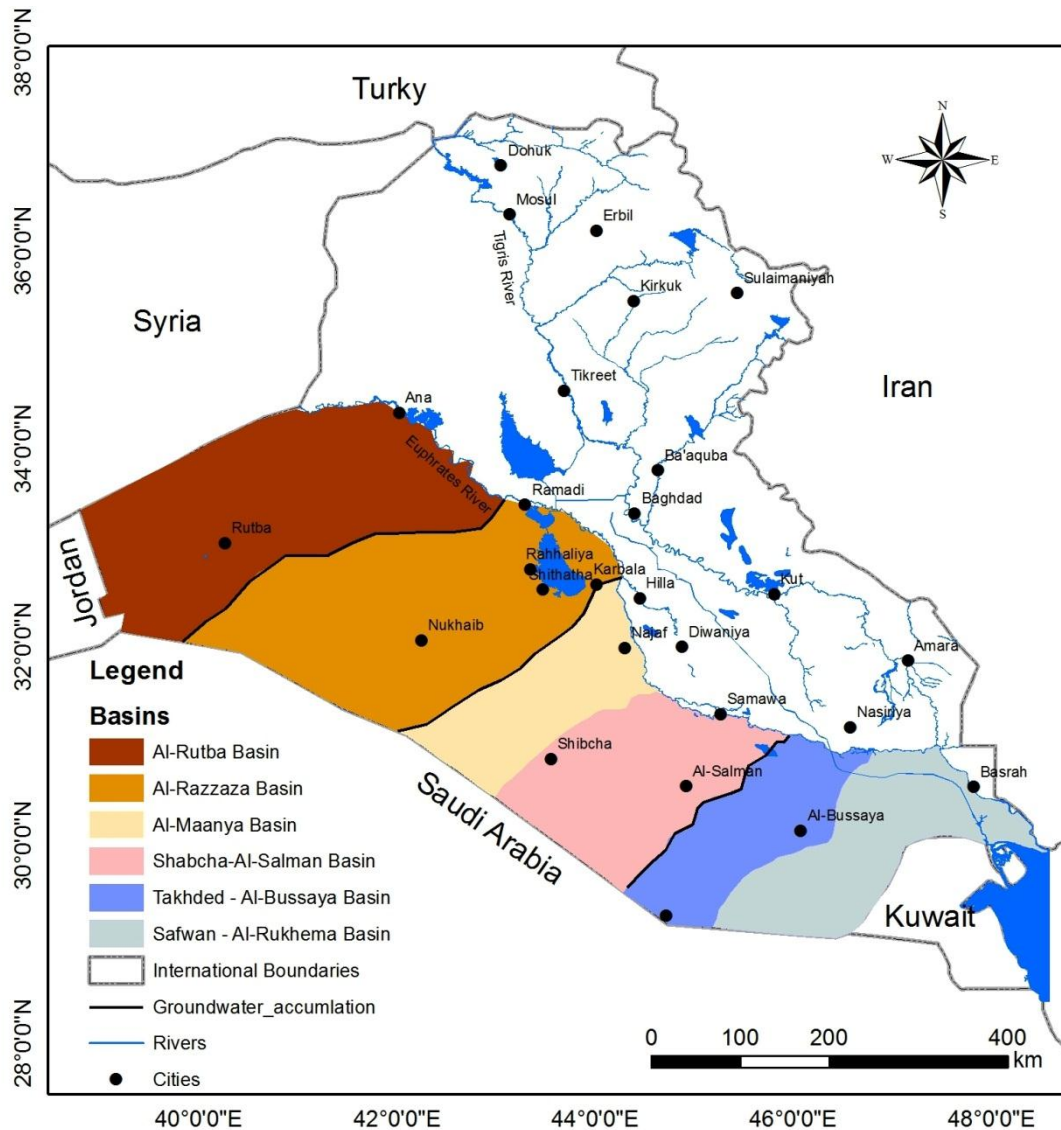 38°0'0"N
36°0'0"N
34°0'0"N
32°0'0"N
30°0'0"N
28°0'0"N
Turky
N
W
E
S
Dohuk
Mosul
Erbil
Tigris River
Sulaimaniyah
Kirkuk
Syria
Iran
Tikreet
Ana
Euphrates River
Ba'aquba
Ramadi
Baghdad
Rutba
Jordan
Rahhaliya
Shithatha
Karbala
Hilla
Kut
Nukhaib
Najaf
Diwaniya
Amara
Samawa
Nasiriya
Shibcha
Al-Salman
Basrah
Saudi Arabia
Al-Bussaya
Kuwait
Legend
Basins
Al-Rutba Basin
Al-Razzaza Basin
Al-Maanya Basin
Shabcha-Al-Salman Basin
Takhded - Al-Bussaya Basin
Safwan - Al-Rukhema Basin
International Boundaries
Groundwater_accumlation
Rivers
Cities
0 100 200 400
km
40°0'0"E 42°0'0"E 44°0'0"E 46°0'0"E 48°0'0"E